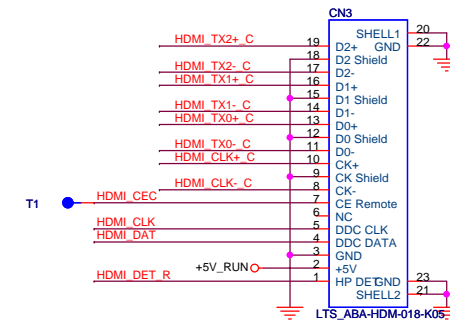 CN3
SHELL1 20
HDMI_TX2+_C 19 D2+ GND 22
18 D2 Shield
HDMI_TX2-_C 17 D2-
HDMI_TX1+_C 16 D1+
15 D1 Shield
HDMI_TX1-_C 14 D1-
HDMI_TX0+_C 13 D0+
12 D0 Shield
HDMI_TX0-_C 11 D0-
HDMI_CLK+_C 10 CK+
9 CK Shield
HDMI_CLK-_C 8 CK-
T1 HDMI_CEC 7 CE Remote
6 NC
HDMI_CLK 5 DDC CLK
HDMI_DAT 4 DDC DATA
3 GND
+5V_RUN 2 +5V
HDMI_DET_R 1 HP DET GND 23
SHELL2 21
LTS_ABA-HDM-018-K05